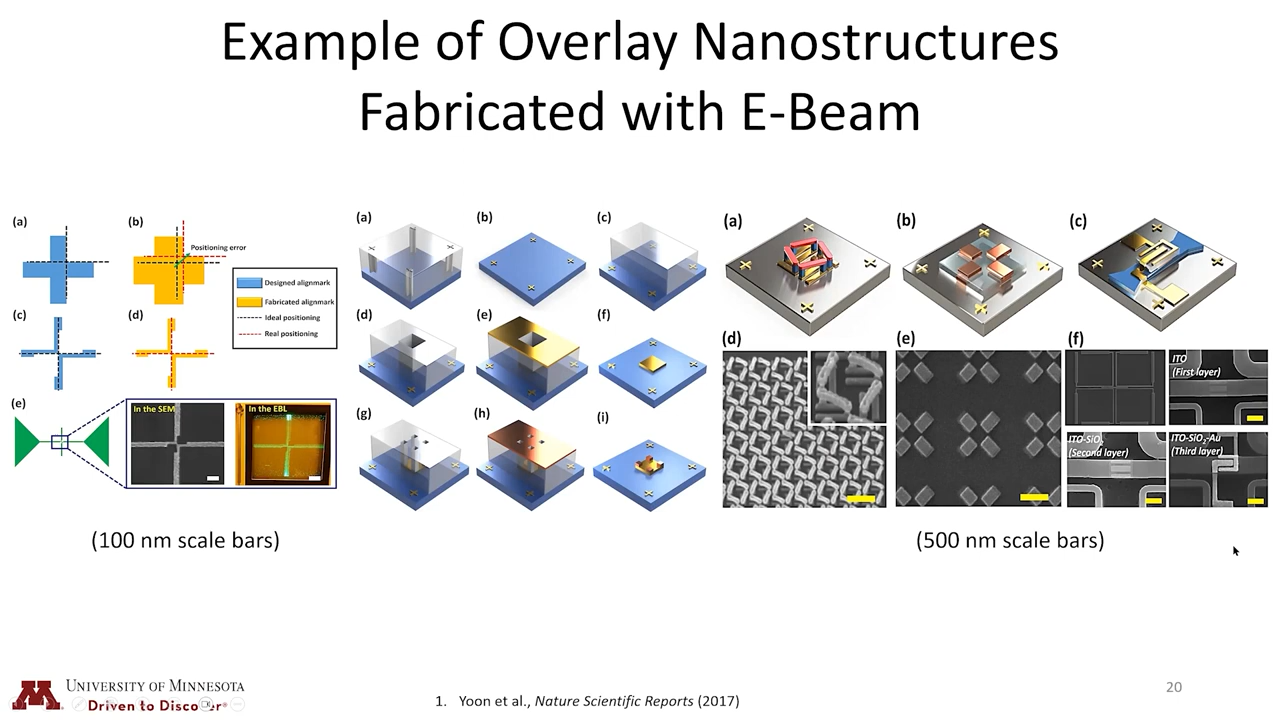 Example of Overlay Nanostructures
Fabricated with E-Beam
(a)
(b)
Positioning error
Designed alignmark
Fabricated alignmark
Ideal positioning
Real positioning
(c)
(d)
(e)
In the SEM
In the EBL
(100 nm scale bars)
(a)
(b)
(c)
(d)
(e)
(f)
(g)
(h)
(i)
(a)
(b)
(c)
(d)
(e)
(f)
ITO
(First layer)
ITO-SiO₂
(Second layer)
ITO-SiO₂-Au
(Third layer)
(500 nm scale bars)
20
UNIVERSITY OF MINNESOTA
Driven to Discover
1. Yoon et al., Nature Scientific Reports (2017)